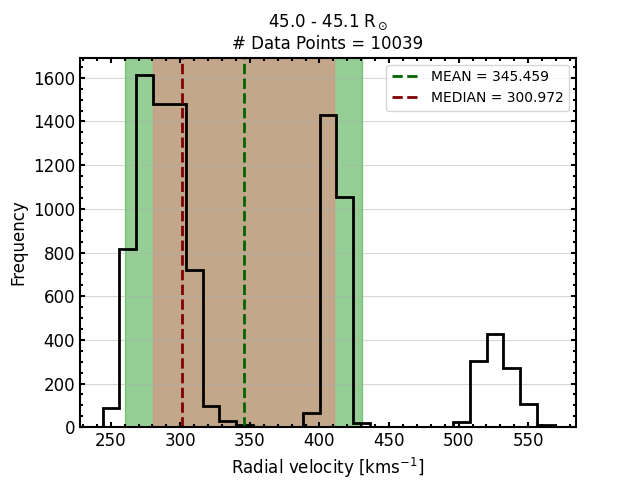 45.0 - 45.1 R⊙
# Data Points = 10039
MEAN = 345.459
MEDIAN = 300.972
1600
1400
1200
1000
800
600
400
200
0
Frequency
250 300 350 400 450 500 550
Radial velocity [kms⁻¹]